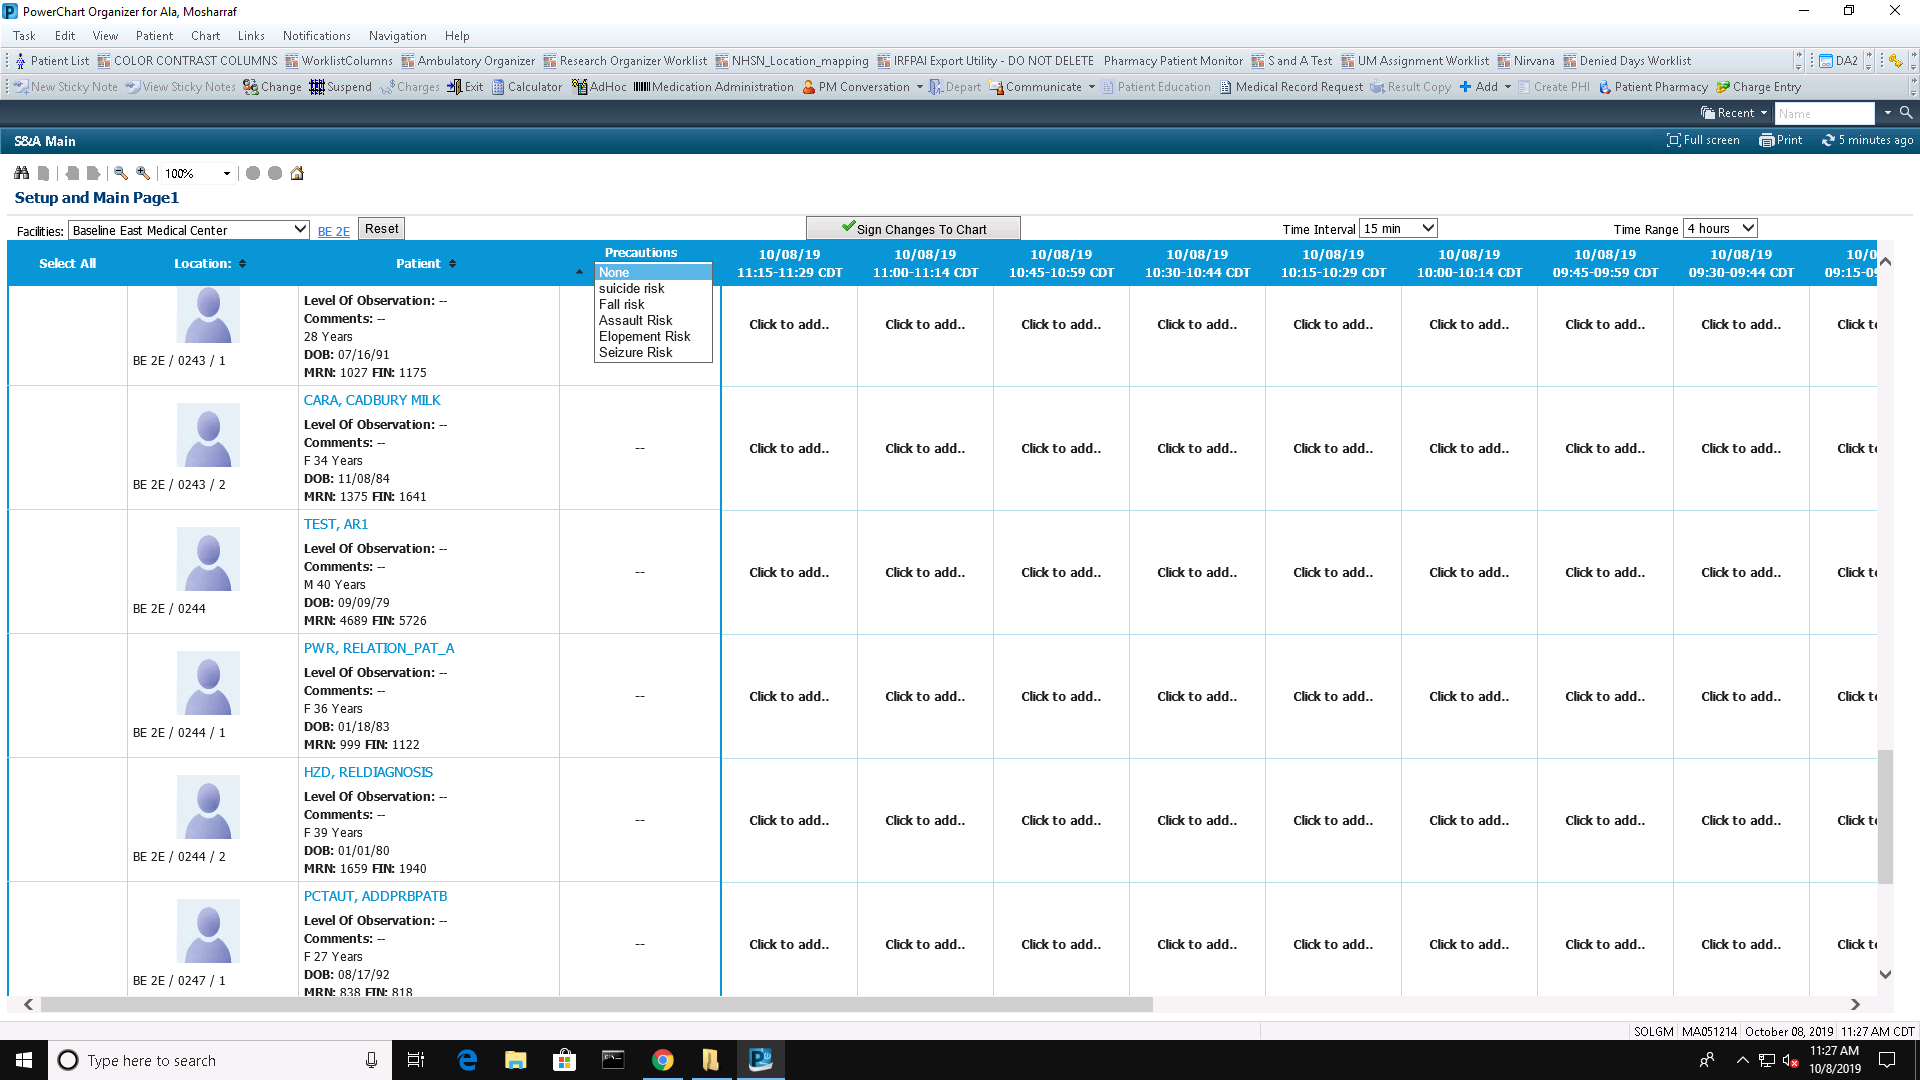 PowerChart Organizer for Ala, Mosharraf
Task Edit View Patient Chart Links Notifications Navigation Help
Patient List COLOR CONTRAST COLUMNS WorklistColumns Ambulatory Organizer Research Organizer Worklist NHSN_Location_mapping IRFPAI Export Utility - DO NOT DELETE Pharmacy Patient Monitor S and A Test UM Assignment Worklist Nirvana Denied Days Worklist DA2
New Sticky Note View Sticky Notes Change Suspend Charges Exit Calculator AdHoc Medication Administration PM Conversation Depart Communicate Patient Education Medical Record Request Result Copy Add Create PHI Patient Pharmacy Charge Entry
Recent Name
S&A Main Full screen Print 5 minutes ago
100%
Setup and Main Page1
Facilities: Baseline East Medical Center BE 2E Reset Sign Changes To Chart Time Interval 15 min Time Range 4 hours
Select All Location: Patient Precautions
10/08/19 10/08/19 10/08/19 10/08/19 10/08/19 10/08/19 10/08/19 10/08/19 10/0
11:15-11:29 CDT 11:00-11:14 CDT 10:45-10:59 CDT 10:30-10:44 CDT 10:15-10:29 CDT 10:00-10:14 CDT 09:45-09:59 CDT 09:30-09:44 CDT 09:15-0
None
suicide risk
Fall risk
Assault Risk
Elopement Risk
Seizure Risk
BE 2E / 0243 / 1
Level Of Observation: --
Comments: --
28 Years
DOB: 07/16/91
MRN: 1027 FIN: 1175
Click to add.. Click to add.. Click to add.. Click to add.. Click to add.. Click to add.. Click to add.. Click to add.. Click t
BE 2E / 0243 / 2
CARA, CADBURY MILK
Level Of Observation: --
Comments: --
F 34 Years
DOB: 11/08/84
MRN: 1375 FIN: 1641
-- Click to add.. Click to add.. Click to add.. Click to add.. Click to add.. Click to add.. Click to add.. Click to add.. Click t
BE 2E / 0244
TEST, AR1
Level Of Observation: --
Comments: --
M 40 Years
DOB: 09/09/79
MRN: 4689 FIN: 5726
-- Click to add.. Click to add.. Click to add.. Click to add.. Click to add.. Click to add.. Click to add.. Click to add.. Click t
BE 2E / 0244 / 1
PWR, RELATION_PAT_A
Level Of Observation: --
Comments: --
F 36 Years
DOB: 01/18/83
MRN: 999 FIN: 1122
-- Click to add.. Click to add.. Click to add.. Click to add.. Click to add.. Click to add.. Click to add.. Click to add.. Click t
BE 2E / 0244 / 2
HZD, RELDIAGNOSIS
Level Of Observation: --
Comments: --
F 39 Years
DOB: 01/01/80
MRN: 1659 FIN: 1940
-- Click to add.. Click to add.. Click to add.. Click to add.. Click to add.. Click to add.. Click to add.. Click to add.. Click t
BE 2E / 0247 / 1
PCTAUT, ADDPRBPATB
Level Of Observation: --
Comments: --
F 27 Years
DOB: 08/17/92
MRN: 838 FIN: 818
-- Click to add.. Click to add.. Click to add.. Click to add.. Click to add.. Click to add.. Click to add.. Click to add.. Click t
SOLGM MA051214 October 08, 2019 11:27 AM CDT
Type here to search
11:27 AM
10/8/2019